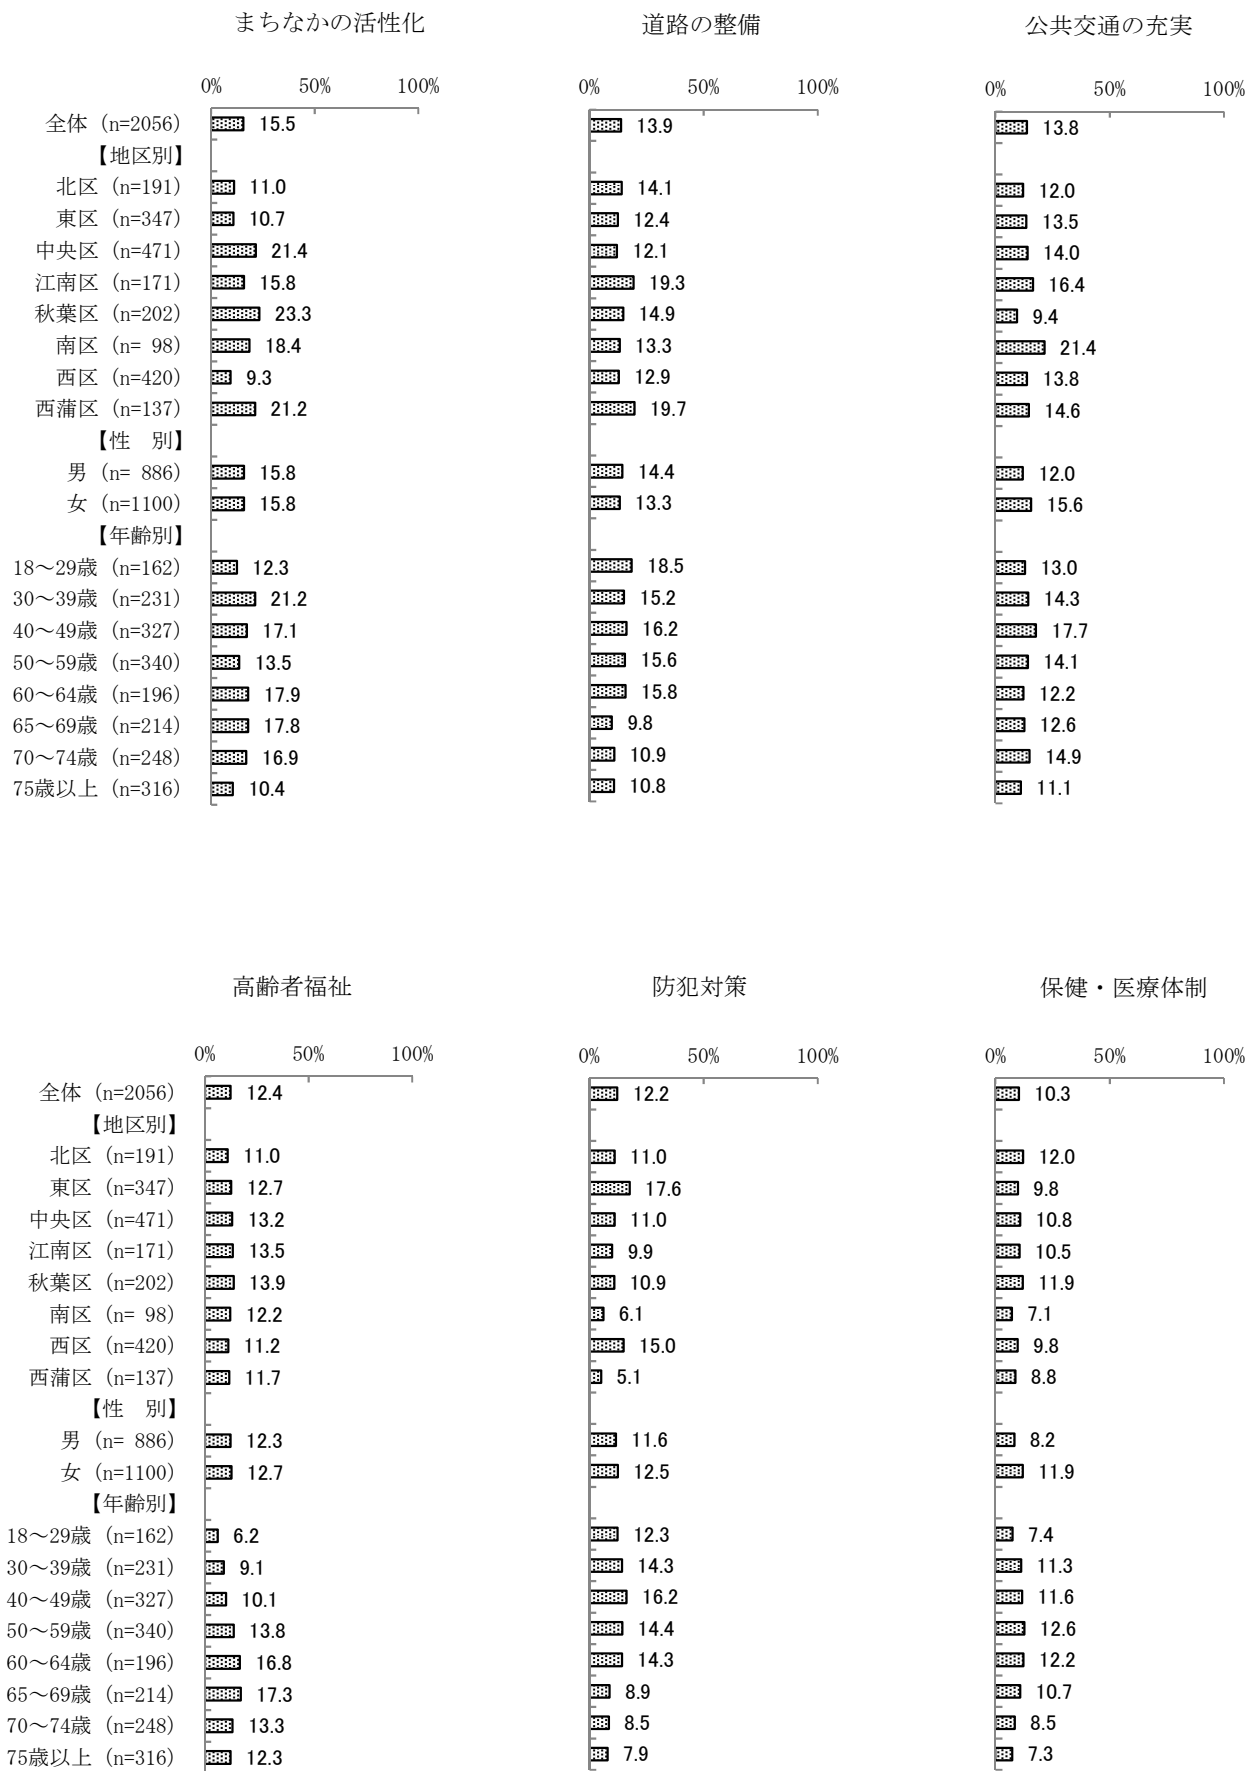 まちなかの活性化 道路の整備 公共交通の充実
0% 50% 100% 0% 50% 100% 0% 50% 100%
全体 (n=2056) 15.5 13.9 13.8
【地区別】
北区 (n=191) 11.0 14.1 12.0
東区 (n=347) 10.7 12.4 13.5
中央区 (n=471) 21.4 12.1 14.0
江南区 (n=171) 15.8 19.3 16.4
秋葉区 (n=202) 23.3 14.9 9.4
南区 (n= 98) 18.4 13.3 21.4
西区 (n=420) 9.3 12.9 13.8
西蒲区 (n=137) 21.2 19.7 14.6
【性　別】
男 (n= 886) 15.8 14.4 12.0
女 (n=1100) 15.8 13.3 15.6
【年齢別】
18～29歳 (n=162) 12.3 18.5 13.0
30～39歳 (n=231) 21.2 15.2 14.3
40～49歳 (n=327) 17.1 16.2 17.7
50～59歳 (n=340) 13.5 15.6 14.1
60～64歳 (n=196) 17.9 15.8 12.2
65～69歳 (n=214) 17.8 9.8 12.6
70～74歳 (n=248) 16.9 10.9 14.9
75歳以上 (n=316) 10.4 10.8 11.1
高齢者福祉 防犯対策 保健・医療体制
0% 50% 100% 0% 50% 100% 0% 50% 100%
全体 (n=2056) 12.4 12.2 10.3
【地区別】
北区 (n=191) 11.0 11.0 12.0
東区 (n=347) 12.7 17.6 9.8
中央区 (n=471) 13.2 11.0 10.8
江南区 (n=171) 13.5 9.9 10.5
秋葉区 (n=202) 13.9 10.9 11.9
南区 (n= 98) 12.2 6.1 7.1
西区 (n=420) 11.2 15.0 9.8
西蒲区 (n=137) 11.7 5.1 8.8
【性　別】
男 (n= 886) 12.3 11.6 8.2
女 (n=1100) 12.7 12.5 11.9
【年齢別】
18～29歳 (n=162) 6.2 12.3 7.4
30～39歳 (n=231) 9.1 14.3 11.3
40～49歳 (n=327) 10.1 16.2 11.6
50～59歳 (n=340) 13.8 14.4 12.6
60～64歳 (n=196) 16.8 14.3 12.2
65～69歳 (n=214) 17.3 8.9 10.7
70～74歳 (n=248) 13.3 8.5 8.5
75歳以上 (n=316) 12.3 7.9 7.3